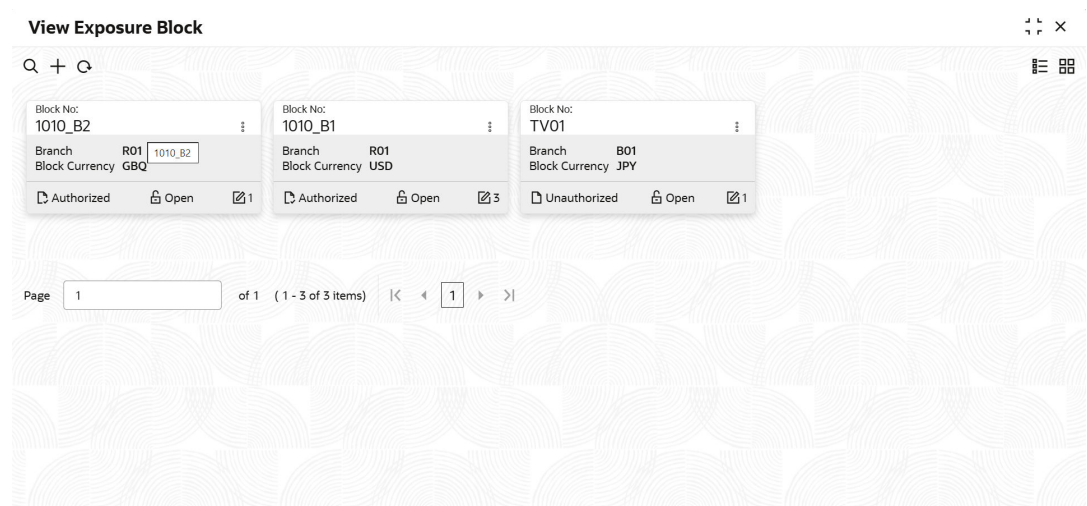 View Exposure Block
Block No:
1010_B2
Branch R01
Block Currency GBQ
1010_B2
Authorized Open 1
Block No:
1010_B1
Branch R01
Block Currency USD
Authorized Open 3
Block No:
TV01
Branch B01
Block Currency JPY
Unauthorized Open 1
Page 1 of 1 ( 1 - 3 of 3 items) 1